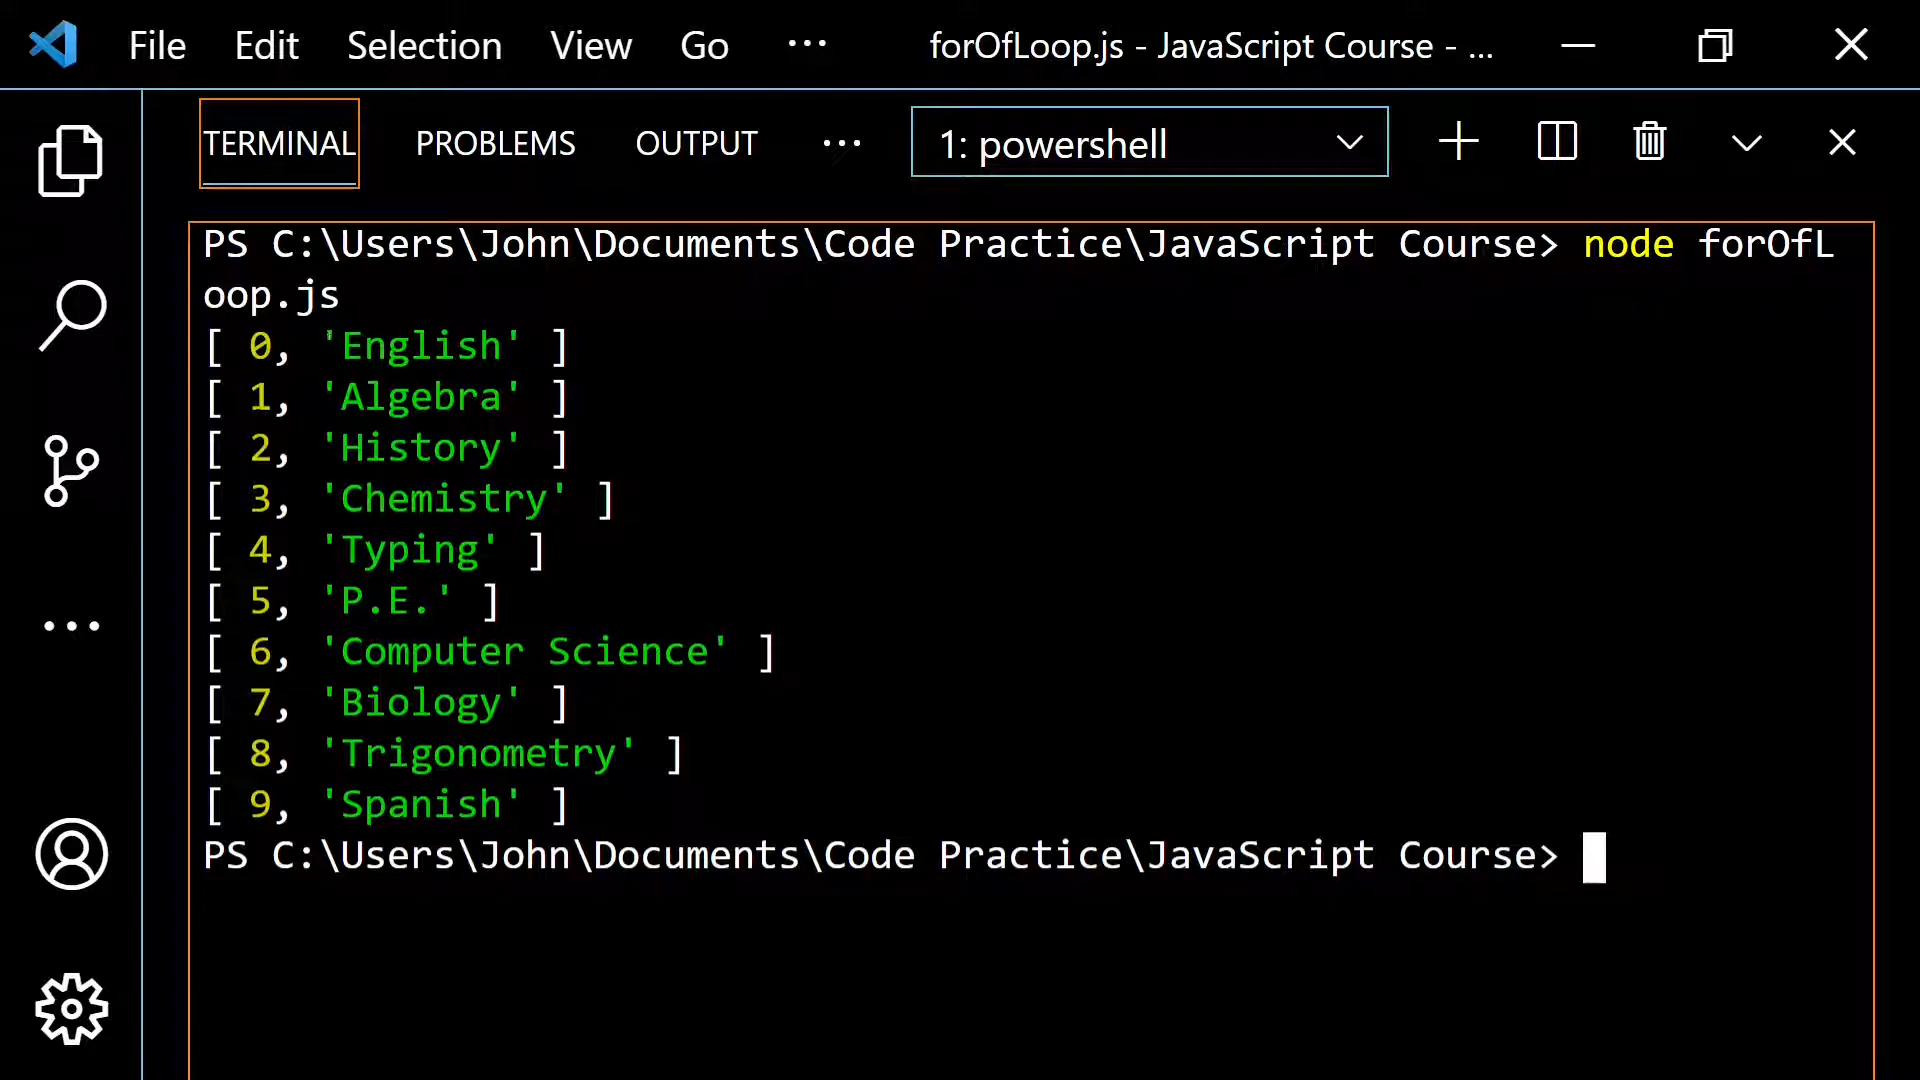 File Edit Selection View Go ··· forOfLoop.js - JavaScript Course - ...
TERMINAL PROBLEMS OUTPUT ··· 1: powershell
PS C:\Users\John\Documents\Code Practice\JavaScript Course> node forOfL
oop.js
[ 0, 'English' ]
[ 1, 'Algebra' ]
[ 2, 'History' ]
[ 3, 'Chemistry' ]
[ 4, 'Typing' ]
[ 5, 'P.E.' ]
[ 6, 'Computer Science' ]
[ 7, 'Biology' ]
[ 8, 'Trigonometry' ]
[ 9, 'Spanish' ]
PS C:\Users\John\Documents\Code Practice\JavaScript Course>